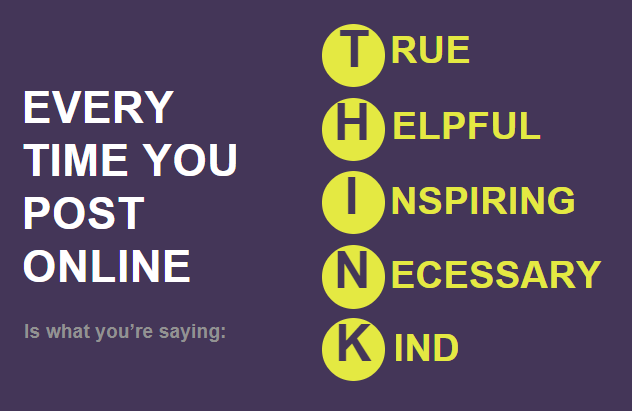 EVERY
TIME YOU
POST
ONLINE
Is what you’re saying:
TRUE
HELPFUL
INSPIRING
NECESSARY
KIND